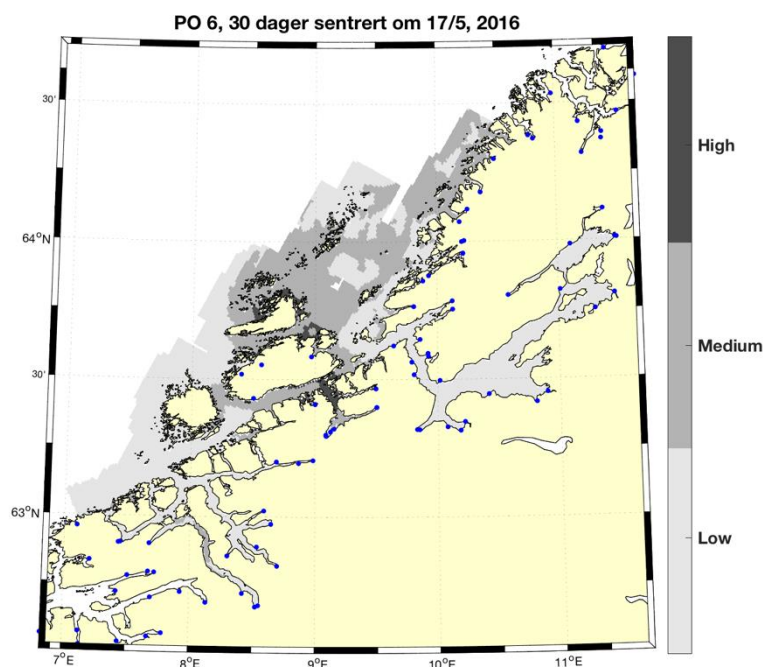 PO 6, 30 dager sentrert om 17/5, 2016
30'
64°N
30'
63°N
7°E
8°E
9°E
10°E
11°E
High
Medium
Low